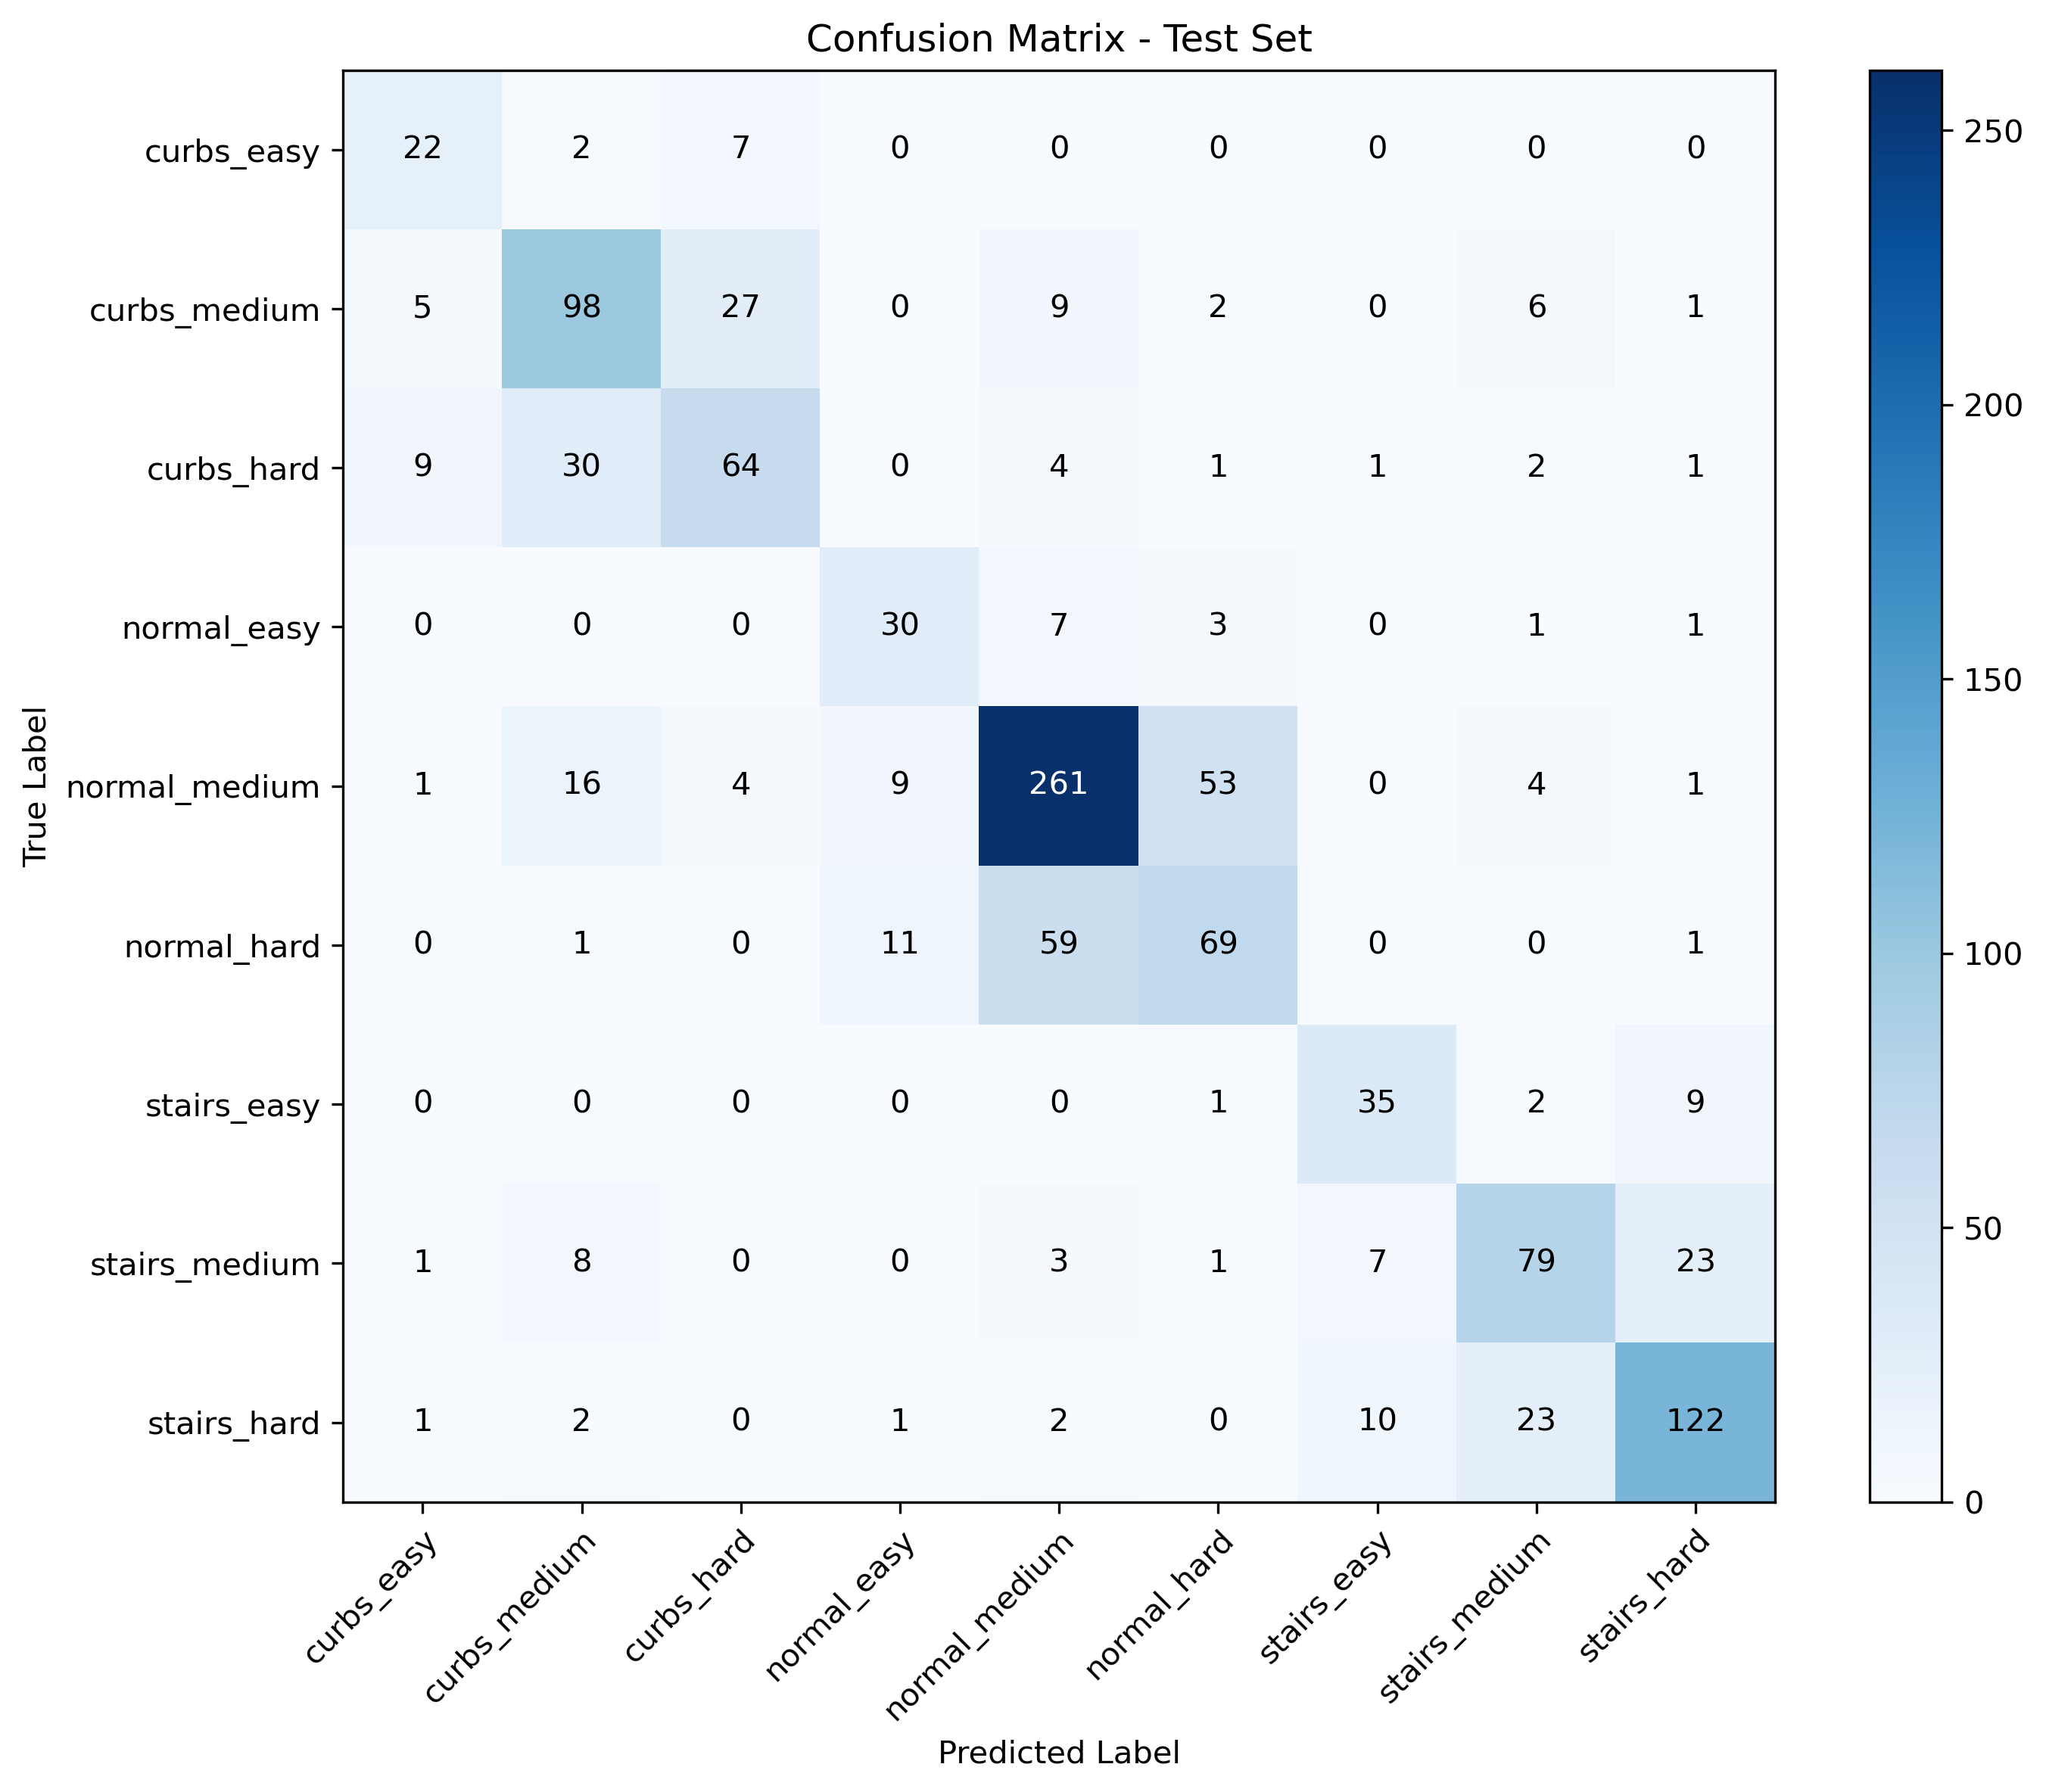 Confusion Matrix - Test Set
True Label
curbs_easy 22 2 7 0 0 0 0 0 0
curbs_medium 5 98 27 0 9 2 0 6 1
curbs_hard 9 30 64 0 4 1 1 2 1
normal_easy 0 0 0 30 7 3 0 1 1
normal_medium 1 16 4 9 261 53 0 4 1
normal_hard 0 1 0 11 59 69 0 0 1
stairs_easy 0 0 0 0 0 1 35 2 9
stairs_medium 1 8 0 0 3 1 7 79 23
stairs_hard 1 2 0 1 2 0 10 23 122
curbs_easy curbs_medium curbs_hard normal_easy normal_medium normal_hard stairs_easy stairs_medium stairs_hard
Predicted Label
250
200
150
100
50
0